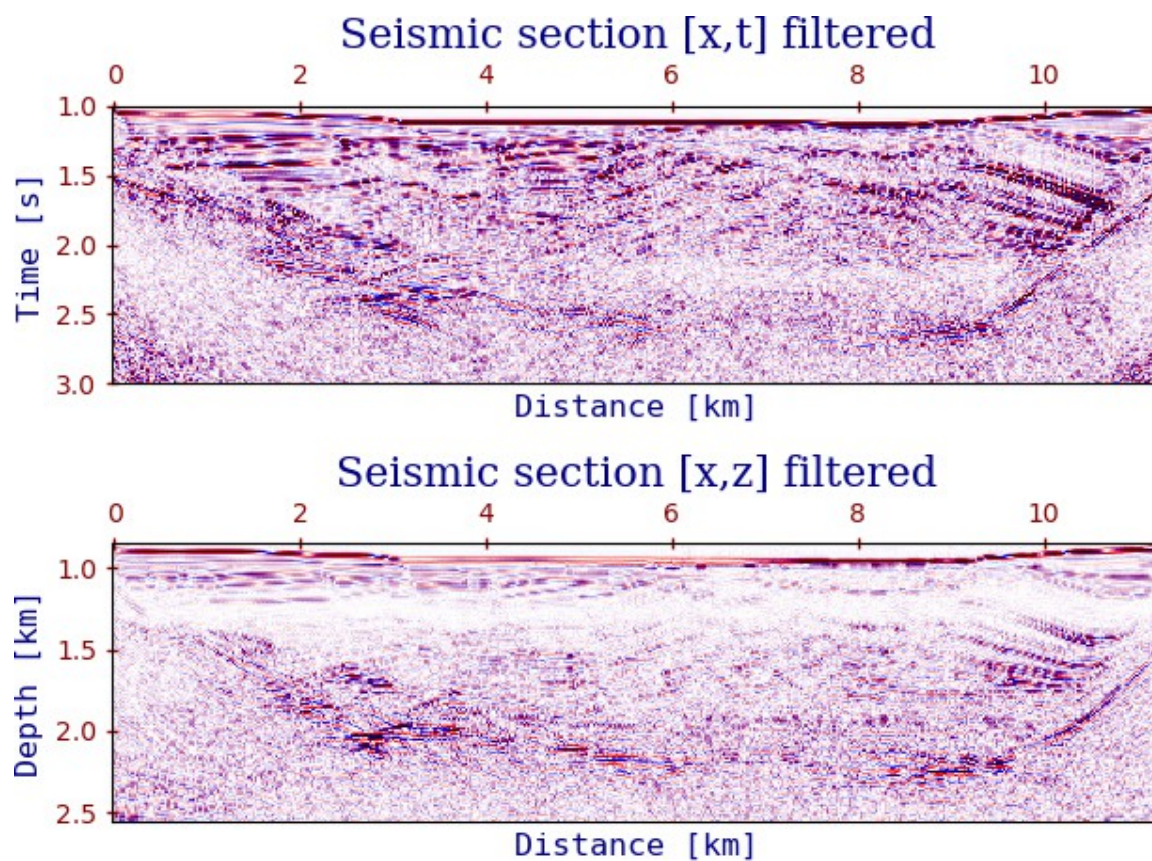 Seismic section [x,t] filtered
0 2 4 6 8 10
1.0
1.5
2.0
2.5
3.0
Time [s]
Distance [km]
Seismic section [x,z] filtered
0 2 4 6 8 10
1.0
1.5
2.0
2.5
Depth [km]
Distance [km]